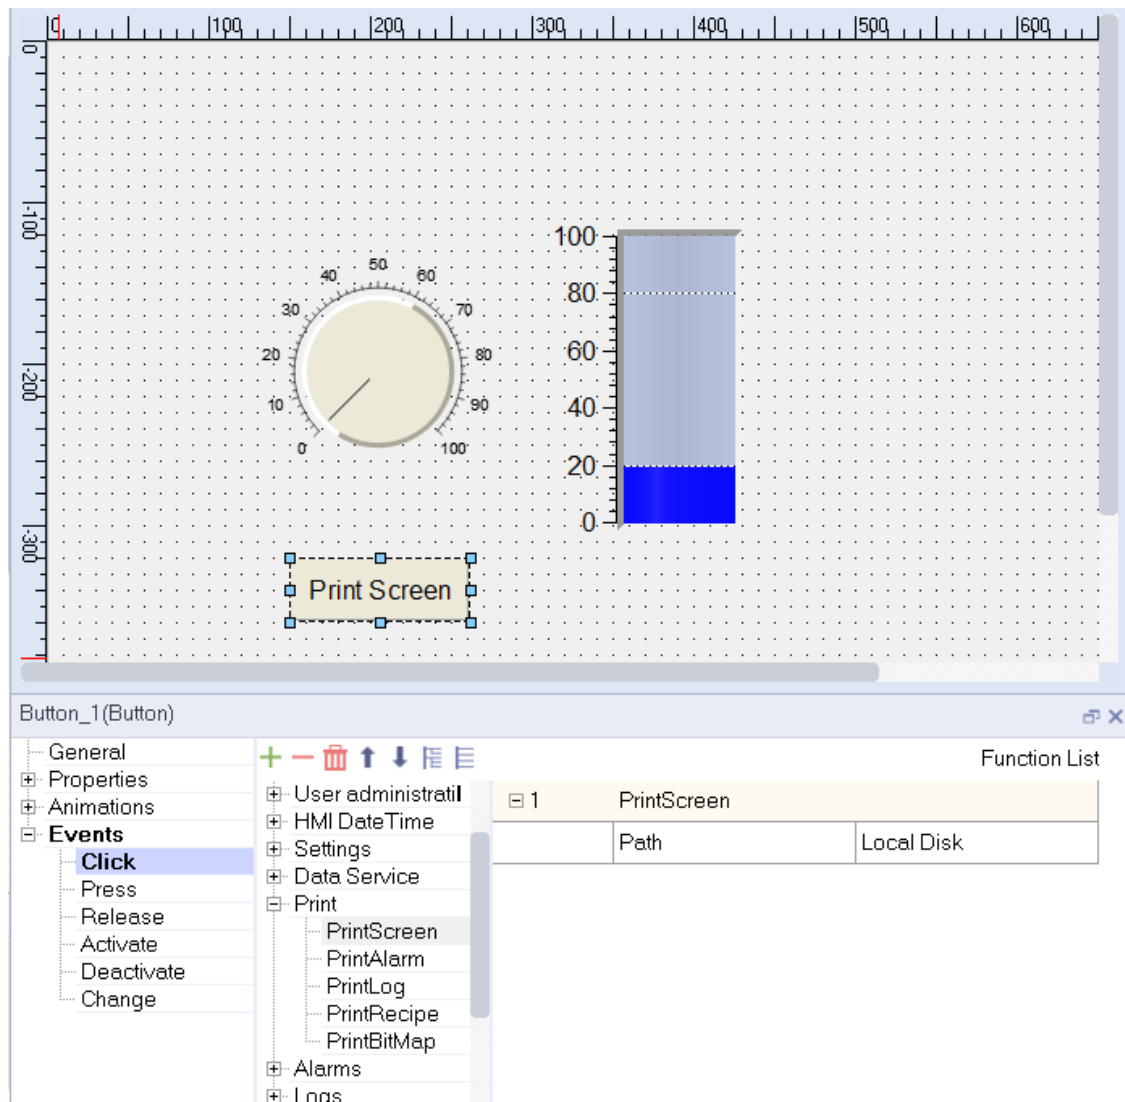 0 100 200 300 400 500 600
0
-100
-200
-300
0 10 20 30 40 50 60 70 80 90 100
100
80
60
40
20
0
Print Screen
Button_1(Button)
General
Properties
Animations
Events
Click
Press
Release
Activate
Deactivate
Change
Function List
User administratil
HMI DateTime
Settings
Data Service
Print
PrintScreen
PrintAlarm
PrintLog
PrintRecipe
PrintBitMap
Alarms
Logs
1 PrintScreen
Path Local Disk